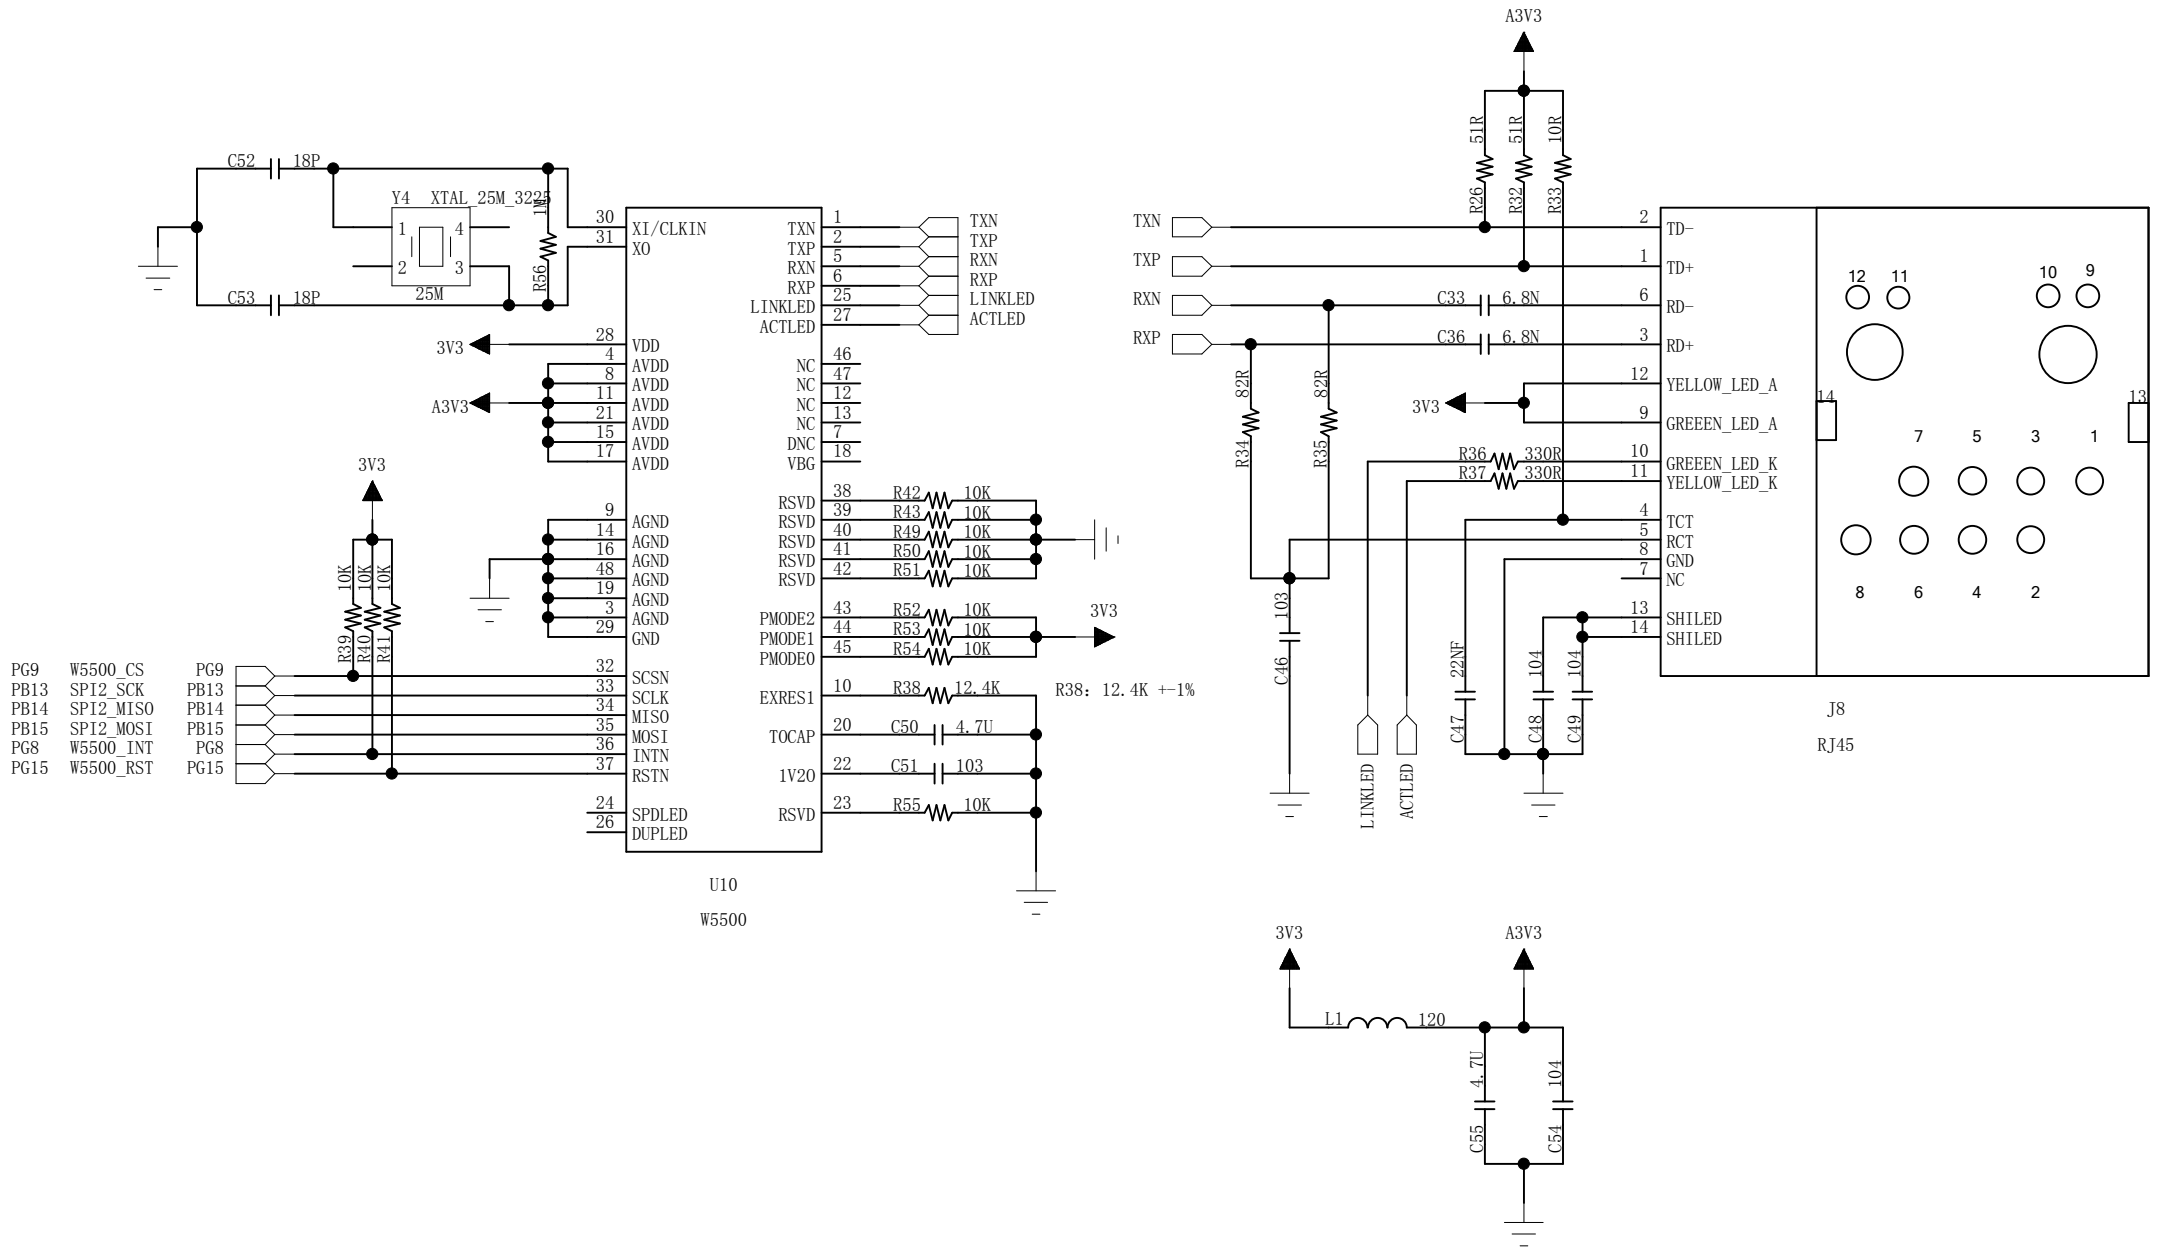 A3V3
51R
51R
10R
R26
R32
R33
C52 18P
Y4 XTAL_25M_3225
1M
1 4
2 3
25M
R56
C53 18P
30 XI/CLKIN
31 XO
28 VDD
4 AVDD
8 AVDD
11 AVDD
21 AVDD
15 AVDD
17 AVDD
3V3
A3V3
9 AGND
14 AGND
16 AGND
48 AGND
19 AGND
3 AGND
29 GND
3V3
10K
10K
10K
R39
R40
R41
PG9 W5500_CS PG9
PB13 SPI2_SCK PB13
PB14 SPI2_MISO PB14
PB15 SPI2_MOSI PB15
PG8 W5500_INT PG8
PG15 W5500_RST PG15
32 SCSN
33 SCLK
34 MISO
35 MOSI
36 INTN
37 RSTN
24 SPDLED
26 DUPLED
TXN 1 TXN
TXP 2 TXP
RXN 5 RXN
RXP 6 RXP
LINKLED 25 LINKLED
ACTLED 27 ACTLED
NC 46
NC 47
NC 12
NC 13
DNC 7
VBG 18
RSVD 38 R42 10K
RSVD 39 R43 10K
RSVD 40 R49 10K
RSVD 41 R50 10K
RSVD 42 R51 10K
PMODE2 43 R52 10K
PMODE1 44 R53 10K
PMODE0 45 R54 10K
3V3
EXRES1 10 R38 12.4K
R38: 12.4K +-1%
TOCAP 20 C50 4.7U
1V2O 22 C51 103
RSVD 23 R55 10K
U10
W5500
TXN
TXP
RXN
RXP
C33 6.8N
C36 6.8N
82R
82R
R34
R35
3V3
R36 330R
R37 330R
103
C46
LINKLED
ACTLED
22NF
C47
104
C48
104
C49
2 TD-
1 TD+
6 RD-
3 RD+
12 YELLOW_LED_A
9 GREEEN_LED_A
10 GREEEN_LED_K
11 YELLOW_LED_K
4 TCT
5 RCT
8 GND
7 NC
13 SHILED
14 SHILED
12 11 10 9
14 13
7 5 3 1
8 6 4 2
J8
RJ45
3V3
A3V3
L1 120
4.7U
104
C55
C54